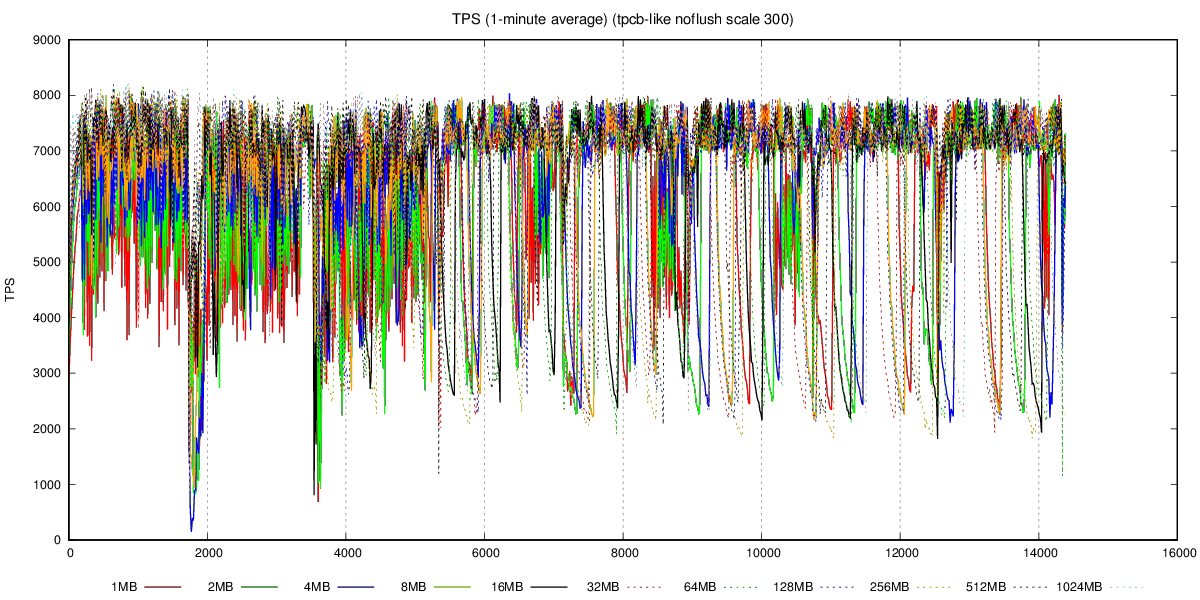 TPS (1-minute average) (tpcb-like noflush scale 300)
9000
8000
7000
6000
5000
4000
3000
2000
1000
0
TPS
0 2000 4000 6000 8000 10000 12000 14000 16000
1MB 2MB 4MB 8MB 16MB 32MB 64MB 128MB 256MB 512MB 1024MB